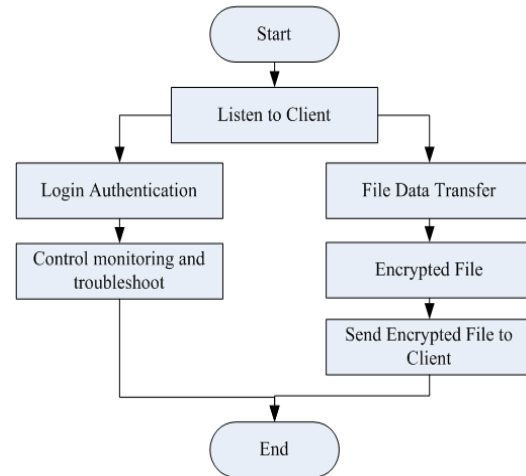 Start
Listen to Client
Login Authentication
File Data Transfer
Control monitoring and
troubleshoot
Encrypted File
Send Encrypted File to
Client
End